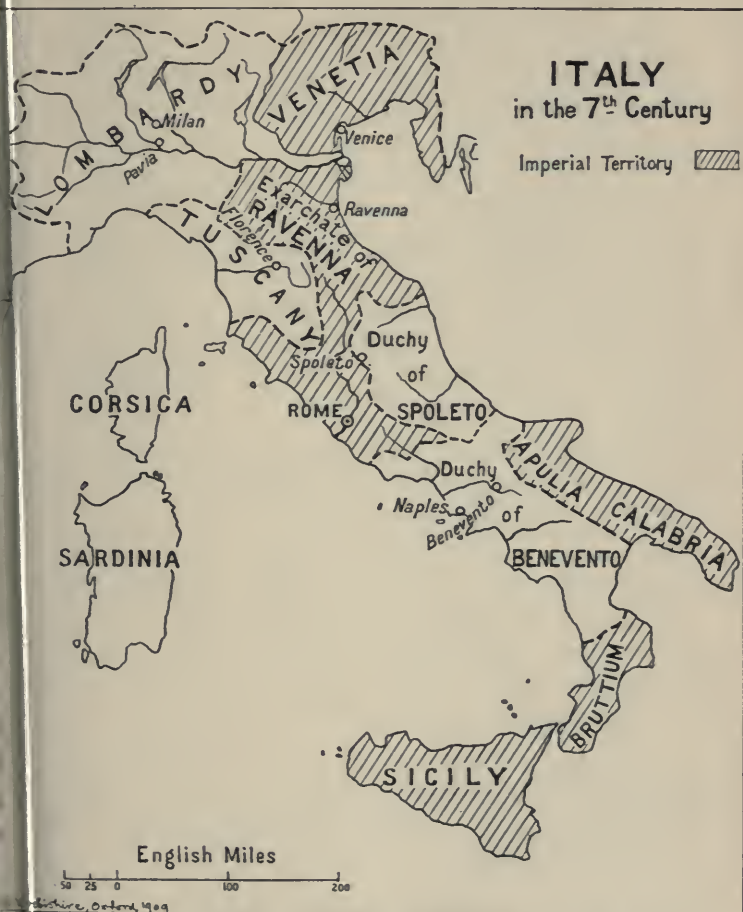 ITALY
in the 7th Century
Imperial Territory
LOMBARDY
VENETIA
Milan
Pavia
Venice
Exarchate of
RAVENNA
Ravenna
Florence
TUSCANY
Duchy
of
SPOLETO
Spoleto
CORSICA
ROME
Duchy
of
BENEVENTO
Naples
Benevento
APULIA
CALABRIA
SARDINIA
BRUTTIUM
SICILY
English Miles
50 25 0 100 200
Oxford, 1909